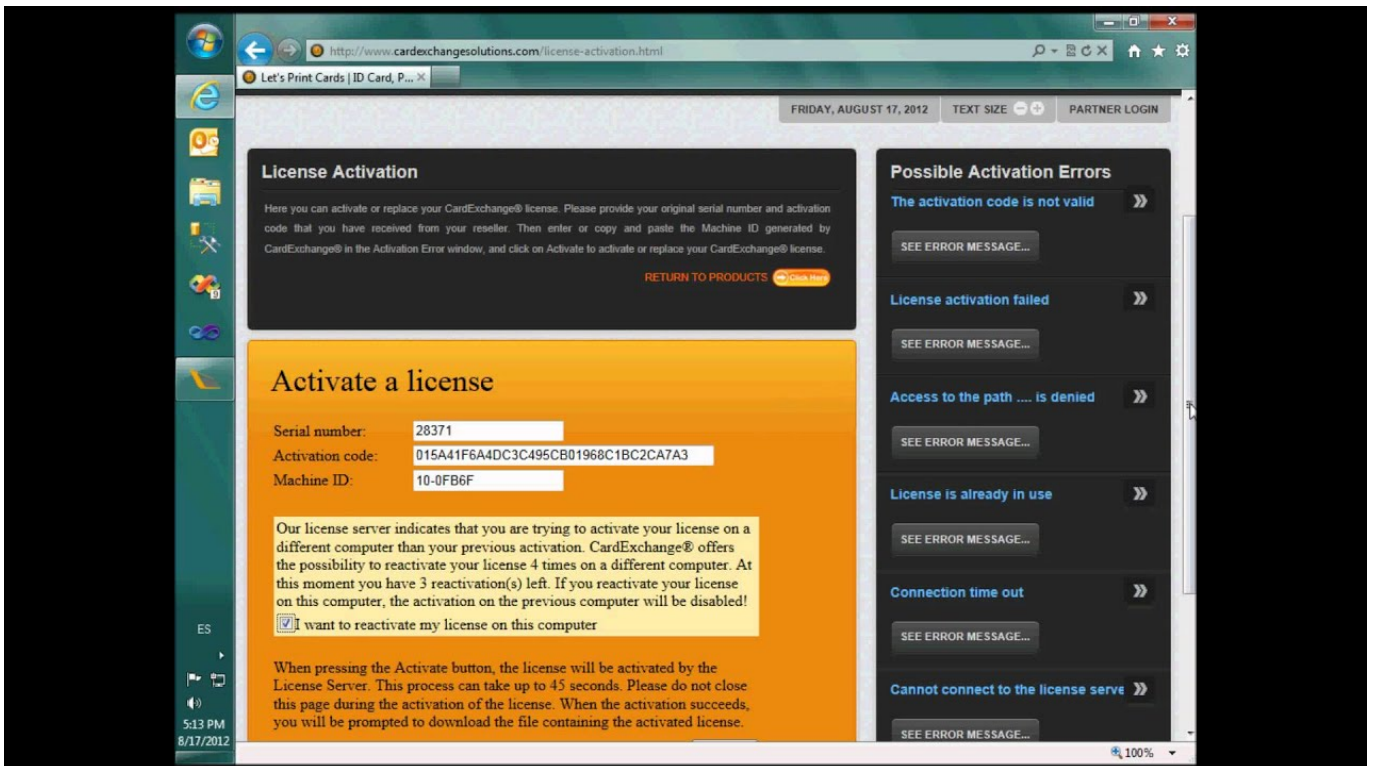 http://www.cardexchangesolutions.com/license-activation.html
Let's Print Cards | ID Card, P...
FRIDAY, AUGUST 17, 2012 TEXT SIZE PARTNER LOGIN
License Activation
Here you can activate or replace your CardExchange® license. Please provide your original serial number and activation
code that you have received from your reseller. Then enter or copy and paste the Machine ID generated by
CardExchange® in the Activation Error window, and click on Activate to activate or replace your CardExchange® license.
RETURN TO PRODUCTS Click Here
Activate a license
Serial number: 28371
Activation code: 015A41F6A4DC3C495CB01968C1BC2CA7A3
Machine ID: 10-0FB6F
Our license server indicates that you are trying to activate your license on a
different computer than your previous activation. CardExchange® offers
the possibility to reactivate your license 4 times on a different computer. At
this moment you have 3 reactivation(s) left. If you reactivate your license
on this computer, the activation on the previous computer will be disabled!
I want to reactivate my license on this computer
When pressing the Activate button, the license will be activated by the
License Server. This process can take up to 45 seconds. Please do not close
this page during the activation of the license. When the activation succeeds,
you will be prompted to download the file containing the activated license.
Possible Activation Errors
The activation code is not valid
SEE ERROR MESSAGE...
License activation failed
SEE ERROR MESSAGE...
Access to the path .... is denied
SEE ERROR MESSAGE...
License is already in use
SEE ERROR MESSAGE...
Connection time out
SEE ERROR MESSAGE...
Cannot connect to the license serve
SEE ERROR MESSAGE...
ES
5:13 PM
8/17/2012
100%